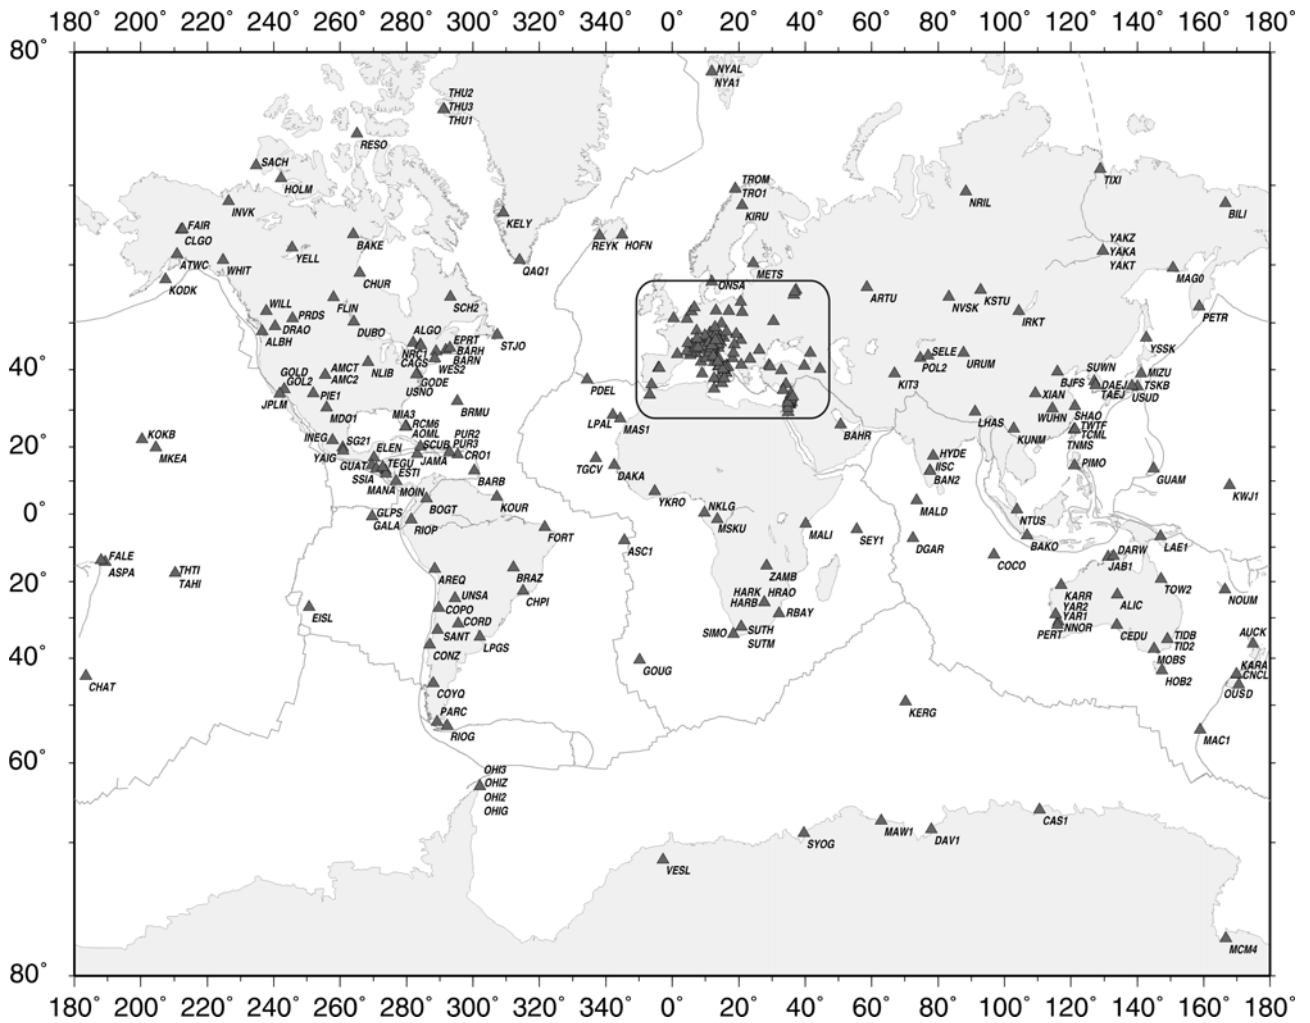 180° 200° 220° 240° 260° 280° 300° 320° 340° 0° 20° 40° 60° 80° 100° 120° 140° 160° 180°
80°
NYAL
NYA1
THU2
THU3
THU1
RESO
SACH
HOLM
TIXI
TROM
TRO1
KIRU
NRIL
INVK
BILI
KELY
FAIR
CLGO
BAKE
REYK HOFN
YAKZ
YAKA
YAKT
YELL
ATWC
WHIT
QAQ1
METS
MAG0
KODK
CHUR
ONSA
ARTU
NVSK
KSTU
SCH2
FLIN
WILL
PRDS
IRKT
PETR
DRAO
ALBH
DUBO
ALGO
EPRT
STJO
NRC1
BARH
CAGS
BARN
WES2
YSSK
SELE
POL2
URUM
40°
AMCT
AMC2
NLIB
GOLD
GOL2
GODE
USNO
PDEL
KIT3
SUWN
MIZU
BJFS
DAEJ
TAEJ
TSKB
USUD
JPLM
PIE1
XIAN
MDO1
BRMU
MIA3
RCM6
AOML
LPAL
MAS1
WUHN
SHAO
LHAS
TWTF
TCML
TNMS
KUNM
BAHR
KOKB
MKEA
INEG
SG21
YAIG
ELEN
SCUB
PUR2
PUR3
CRO1
JAMA
20°
GUAT
TEGU
SSIA
ESTI
MANA
MOIN
BARB
TGCV
DAKA
HYDE
IISC
BAN2
PIMO
GUAM
KWJ1
BOGT
KOUR
YKRO
NKLG
MSKU
MALD
NTUS
0°
GLPS
GALA
RIOP
FORT
ASC1
MALI
SEY1
DGAR
BAKO
LAE1
COCO
DARW
JAB1
FALE
ASPA
THTI
TAHI
AREQ
BRAZ
CHPI
ZAMB
20°
KARR
TOW2
ALIC
NOUM
EISL
UNSA
COPO
HARK HRAO
HARB
RBAY
YAR2
YAR1
NNOR
PERT
CORD
SANT
LPGS
SIMO
SUTH
SUTM
CEDU
TIDB
TID2
AUCK
CONZ
MOBS
HOB2
40°
GOUG
KARA
CNCL
OUSD
CHAT
COYQ
PARC
RIOG
KERG
MAC1
60°
OHI3
OHIZ
OHI2
OHIG
CAS1
SYOG
MAW1
DAV1
VESL
MCM4
80°
180° 200° 220° 240° 260° 280° 300° 320° 340° 0° 20° 40° 60° 80° 100° 120° 140° 160° 180°